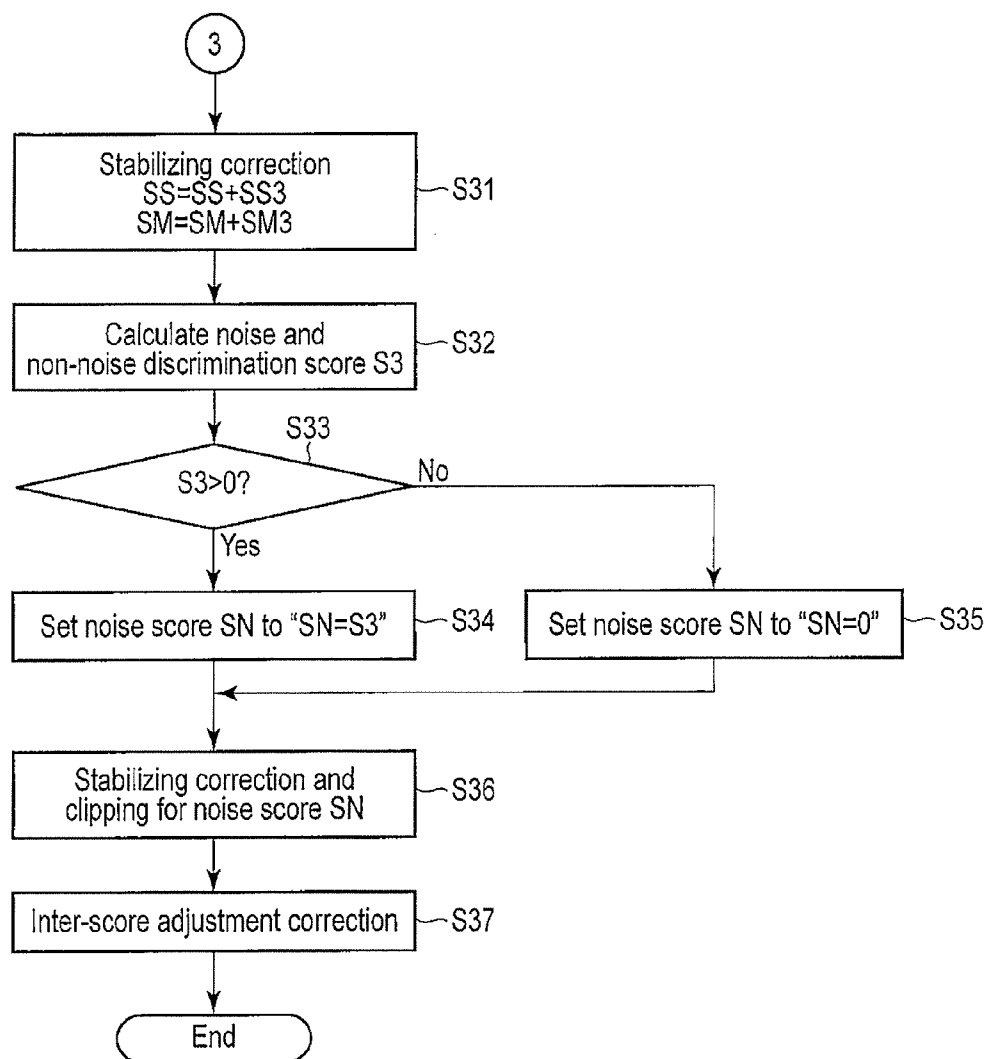 3
Stabilizing correction
SS=SS+SS3
SM=SM+SM3
S31
Calculate noise and
non-noise discrimination score S3
S32
S33
S3>0?
No
Yes
Set noise score SN to “SN=S3”
S34
Set noise score SN to “SN=0”
S35
Stabilizing correction and
clipping for noise score SN
S36
Inter-score adjustment correction
S37
End